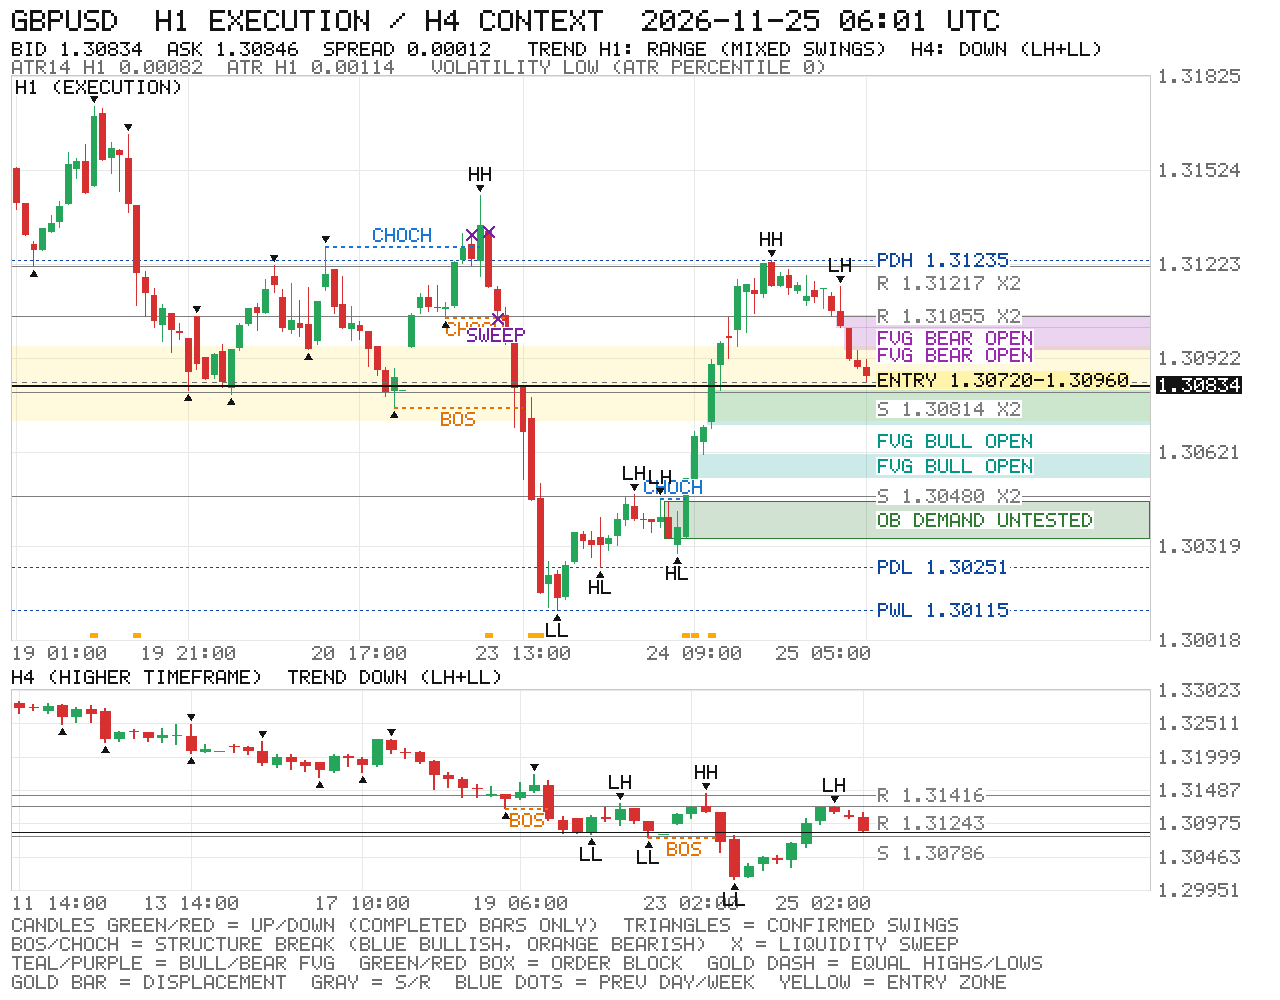 GBPUSD  H1 EXECUTION / H4 CONTEXT  2026-11-25 06:01 UTC
BID 1.30834  ASK 1.30846  SPREAD 0.00012  TREND H1: RANGE (MIXED SWINGS)  H4: DOWN (LH+LL)
ATR14 H1 0.00082  ATR H1 0.00114  VOLATILITY LOW (ATR PERCENTILE 0)
1.31825
H1 (EXECUTION)
HH
1.31524
CHOCH
HH
PDH 1.31235
LH
1.31223
R 1.31217 X2
R 1.31055 X2
CHOCH
SWEEP
FVG BEAR OPEN
FVG BEAR OPEN
1.30922
ENTRY 1.30720-1.30960
1.30834
S 1.30814 X2
BOS
FVG BULL OPEN
1.30621
FVG BULL OPEN
LH
LH
CHOCH
S 1.30480 X2
OB DEMAND UNTESTED
1.30319
PDL 1.30251
HL
HL
PWL 1.30115
LL
1.30018
19 01:00  19 21:00  20 17:00  23 13:00  24 09:00  25 05:00
H4 (HIGHER TIMEFRAME)  TREND DOWN (LH+LL)
1.33023
1.32511
1.31999
LH
HH
LH
1.31487
R 1.31416
BOS
R 1.31243
1.30975
LL
LL
BOS
S 1.30786
1.30463
1.29951
LL
11 14:00  13 14:00  17 10:00  19 06:00  23 02:00  25 02:00
CANDLES GREEN/RED = UP/DOWN (COMPLETED BARS ONLY)  TRIANGLES = CONFIRMED SWINGS
BOS/CHOCH = STRUCTURE BREAK (BLUE BULLISH, ORANGE BEARISH)  X = LIQUIDITY SWEEP
TEAL/PURPLE = BULL/BEAR FVG  GREEN/RED BOX = ORDER BLOCK  GOLD DASH = EQUAL HIGHS/LOWS
GOLD BAR = DISPLACEMENT  GRAY = S/R  BLUE DOTS = PREV DAY/WEEK  YELLOW = ENTRY ZONE